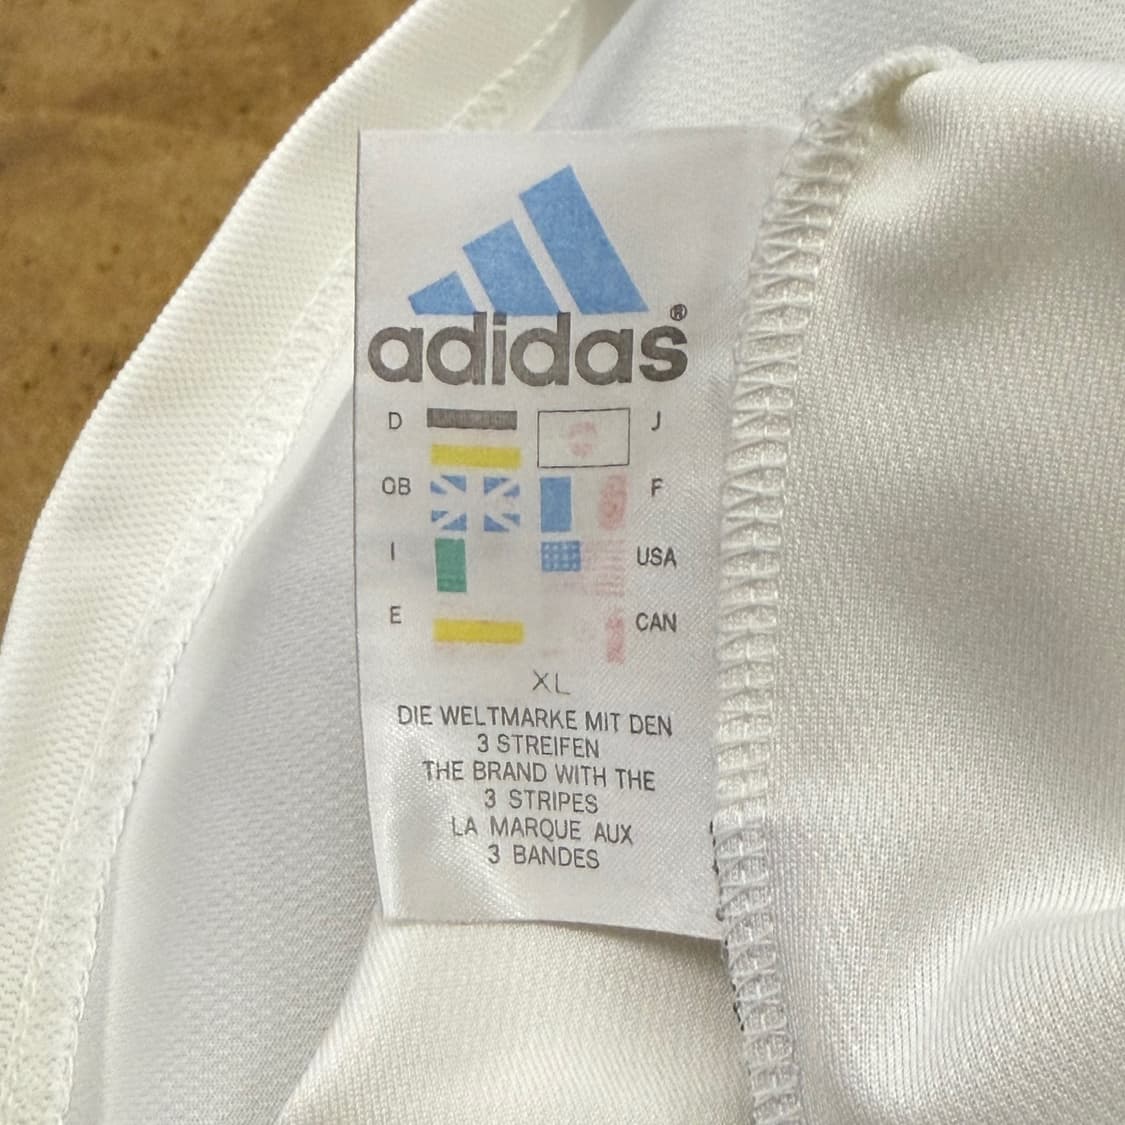 adidas®
D J
GB F
I USA
E CAN
XL
DIE WELTMARKE MIT DEN
3 STREIFEN
THE BRAND WITH THE
3 STRIPES
LA MARQUE AUX
3 BANDES